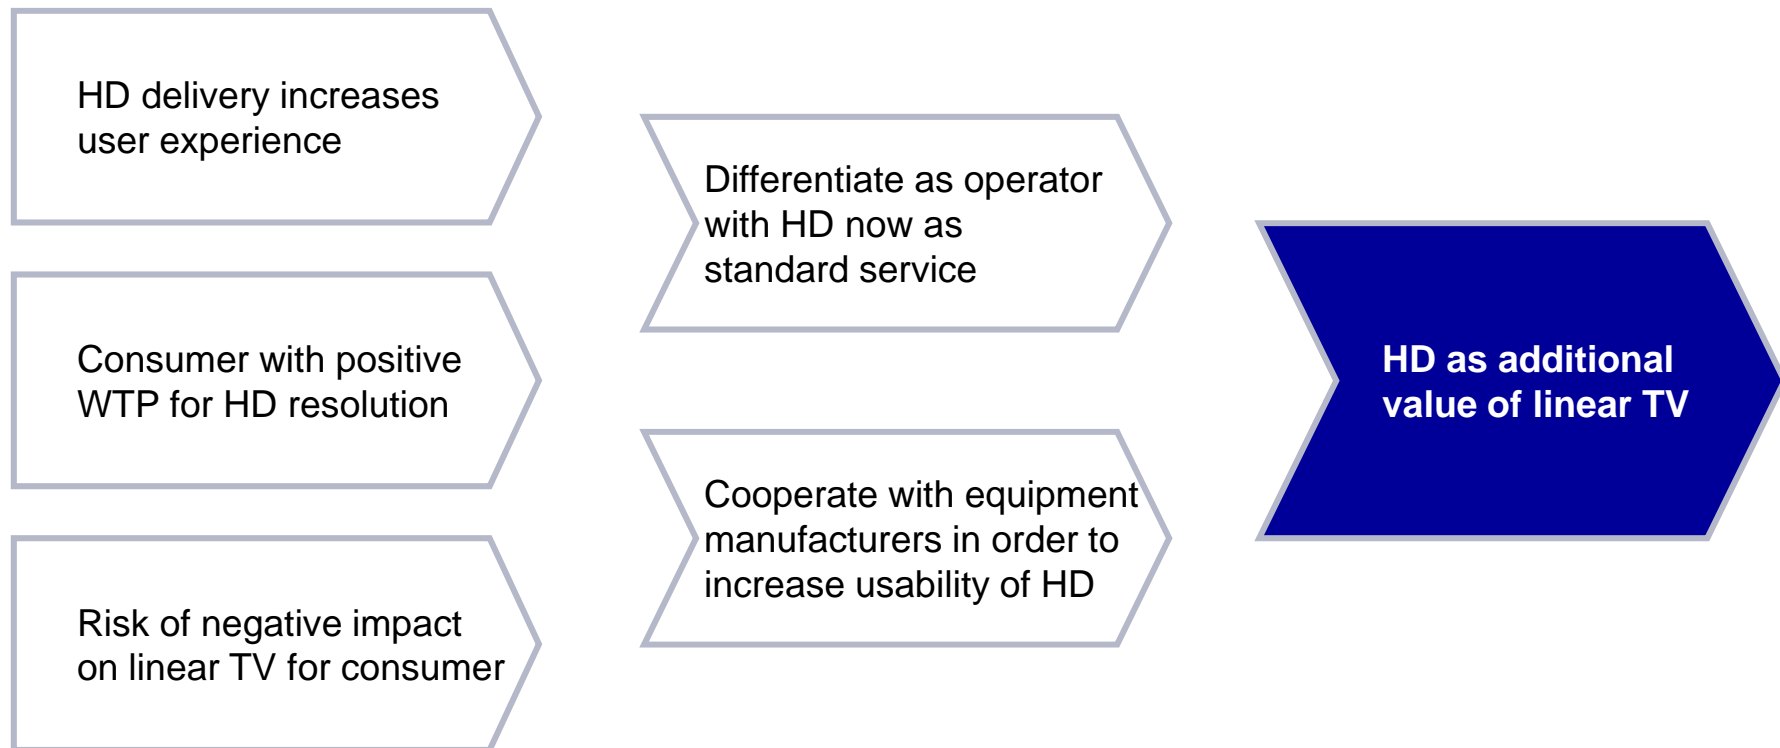 HD delivery increases
user experience
Consumer with positive
WTP for HD resolution
Risk of negative impact
on linear TV for consumer
Differentiate as operator
with HD now as
standard service
Cooperate with equipment
manufacturers in order to
increase usability of HD
HD as additional
value of linear TV